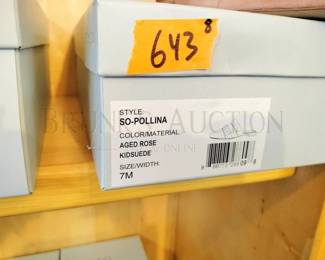 643 8
STYLE:
SO-POLLINA
COLOR/MATERIAL
AGED ROSE
KIDSUEDE
SIZE/WIDTH:
7M